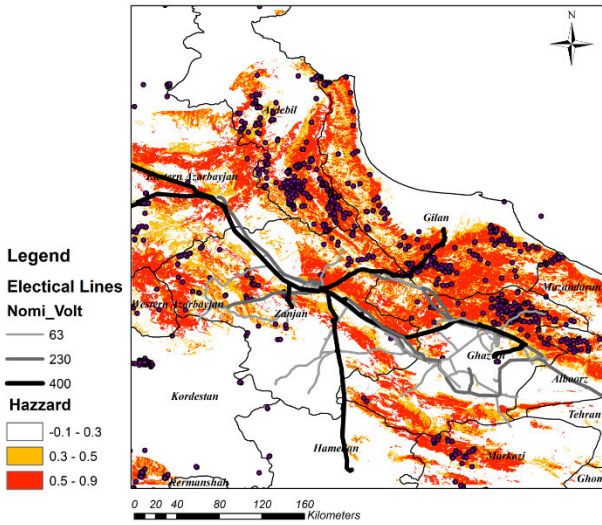 N
Ardebil
Eastern Azarbayjan
Gilan
Legend
Electical Lines
Nomi_Volt
63
230
400
Hazzard
-0.1 - 0.3
0.3 - 0.5
0.5 - 0.9
Western Azarbayjan
Zanjan
Mazandaran
Ghazvin
Alboorz
Kordestan
Tehran
Hamedan
Markazi
Kermanshah
Ghom
0 20 40 80 120 160
Kilometers